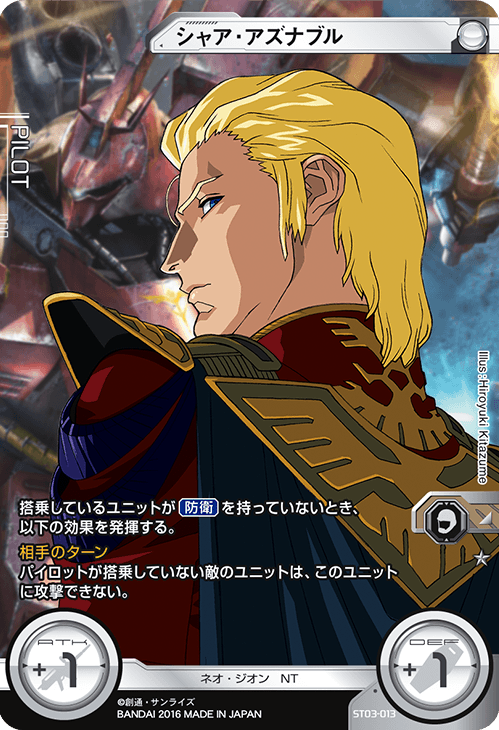 シャア・アズナブル
PILOT
Illus:Hiroyuki Kitazume
搭乗しているユニットが 防衛 を持っていないとき、
以下の効果を発揮する。
相手のターン
パイロットが搭乗していない敵のユニットは、このユニット
に攻撃できない。
ATK
+1
DEF
+1
ネオ・ジオン NT
©創通・サンライズ
BANDAI 2016 MADE IN JAPAN
ST03-013